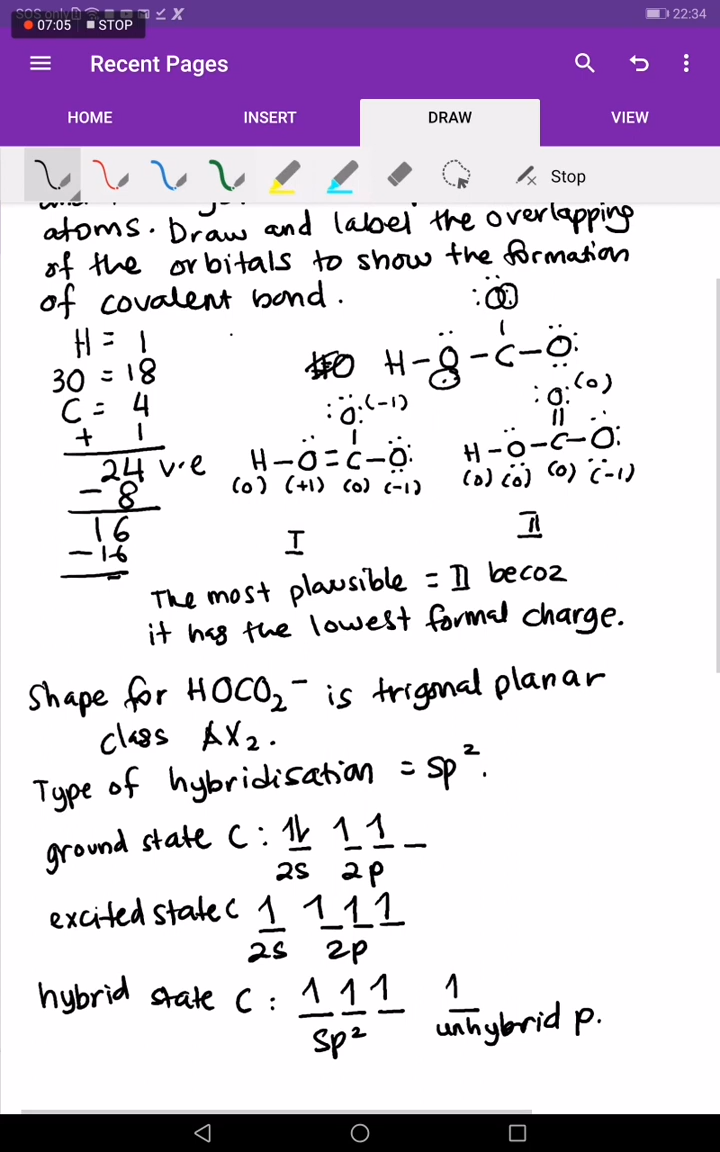 SOS only
22:34
07:05 STOP
Recent Pages
HOME INSERT DRAW VIEW
Stop
atoms. Draw and label the overlapping
of the orbitals to show the formation
of covalent bond.
H = 1
3O = 18
C = 4
+ 1
24 v.e
- 8
16
- 16
:O:
H - O - C - O:
:O: (-1)
H - O = C - O:
(0) (+1) (0) (-1)
I
:O: (0)
H - O - C - O:
(0) (0) (0) (-1)
II
The most plausible = II becoz
it has the lowest formal charge.
Shape for HOCO₂⁻ is trigonal planar
class AX₂.
Type of hybridisation = sp².
ground state C : 1l 1 1
2s 2p
excited state C 1 1 1 1
2s 2p
hybrid state C : 1 1 1 1
sp² unhybrid p.